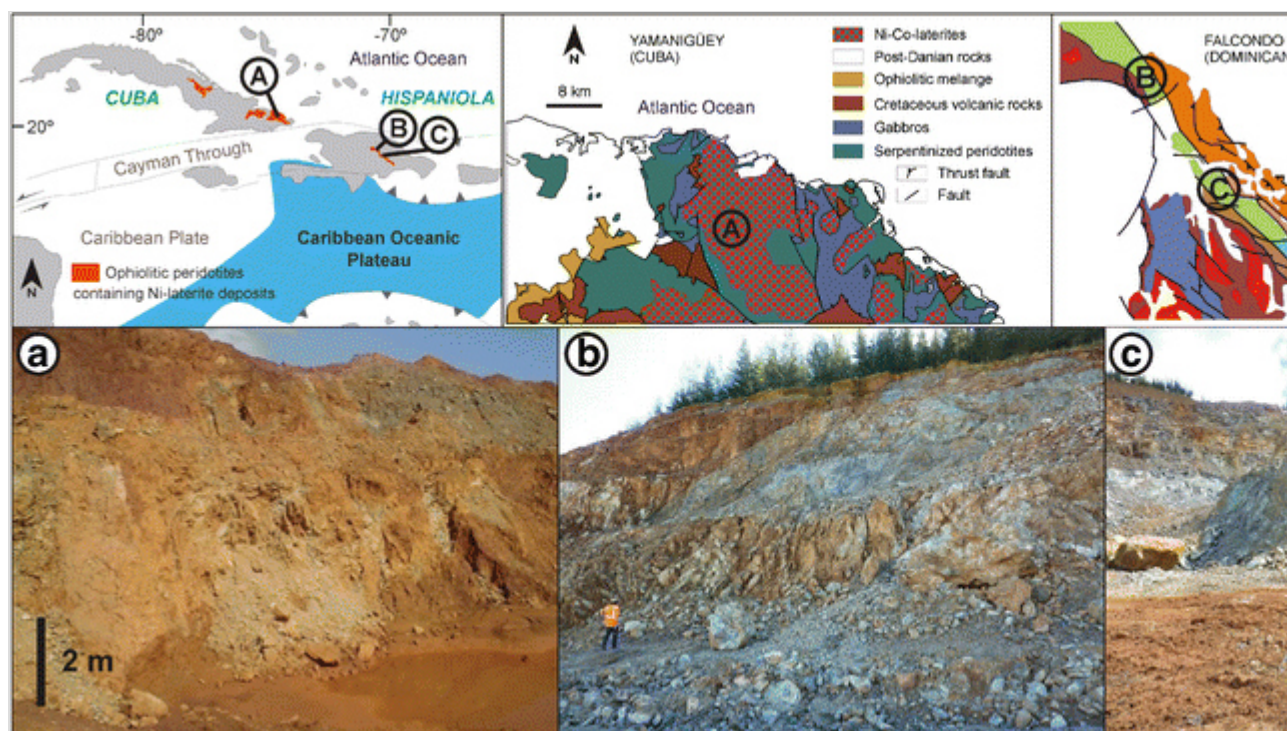 -80°
-70°
Atlantic Ocean
A
CUBA
HISPANIOLA
B
C
20°
Cayman Through
Caribbean Plate
Caribbean Oceanic
Plateau
N
Ophiolitic peridotites
containing Ni-laterite deposits
N
YAMANIGÜEY
(CUBA)
8 km
Atlantic Ocean
Ni-Co-laterites
Post-Danian rocks
Ophiolitic melange
Cretaceous volcanic rocks
Gabbros
Serpentinized peridotites
Thrust fault
Fault
A
FALCONDO
(DOMINICAN
B
C
a
2 m
b
c